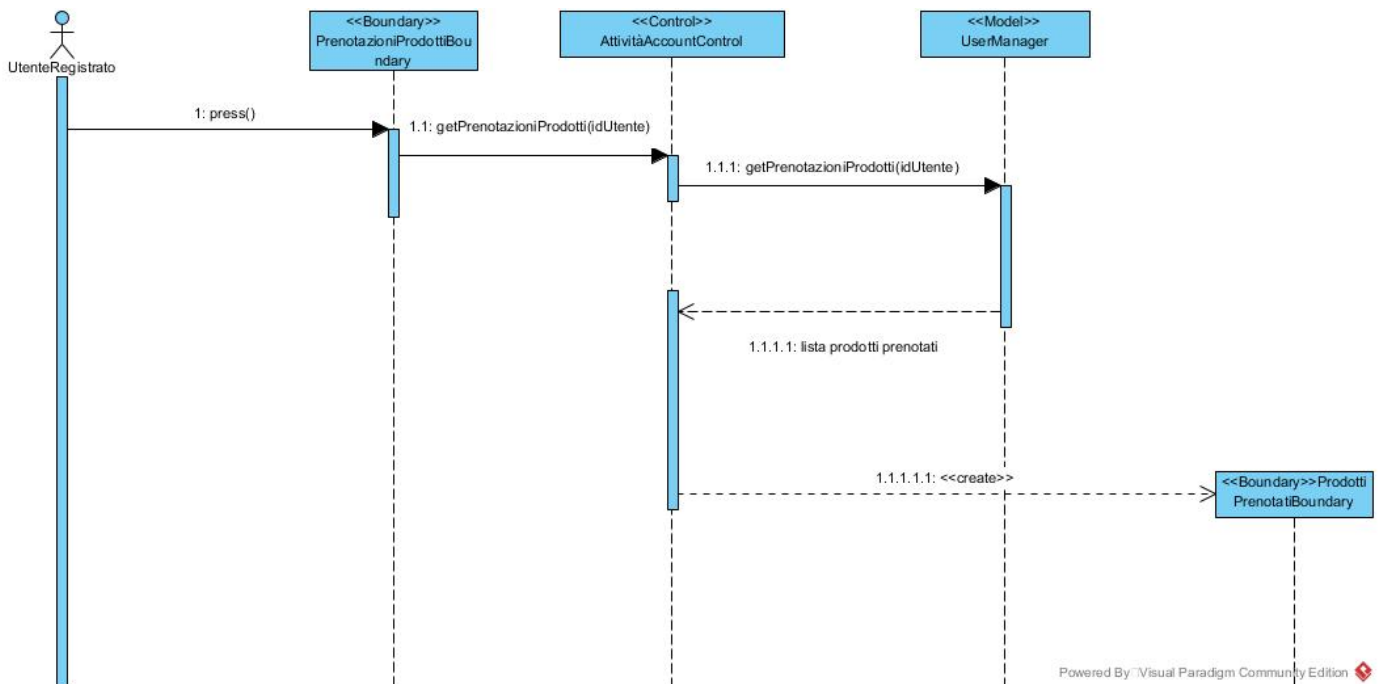 <<Boundary>>
PrenotazioniProdottiBou
ndary
<<Control>>
AttivitàAccountControl
<<Model>>
UserManager
UtenteRegistrato
1: press()
1.1: getPrenotazioniProdotti(idUtente)
1.1.1: getPrenotazioniProdotti(idUtente)
1.1.1.1: lista prodotti prenotati
1.1.1.1.1: <<create>>
<<Boundary>>Prodotti
PrenotatiBoundary
Powered By Visual Paradigm Community Edition